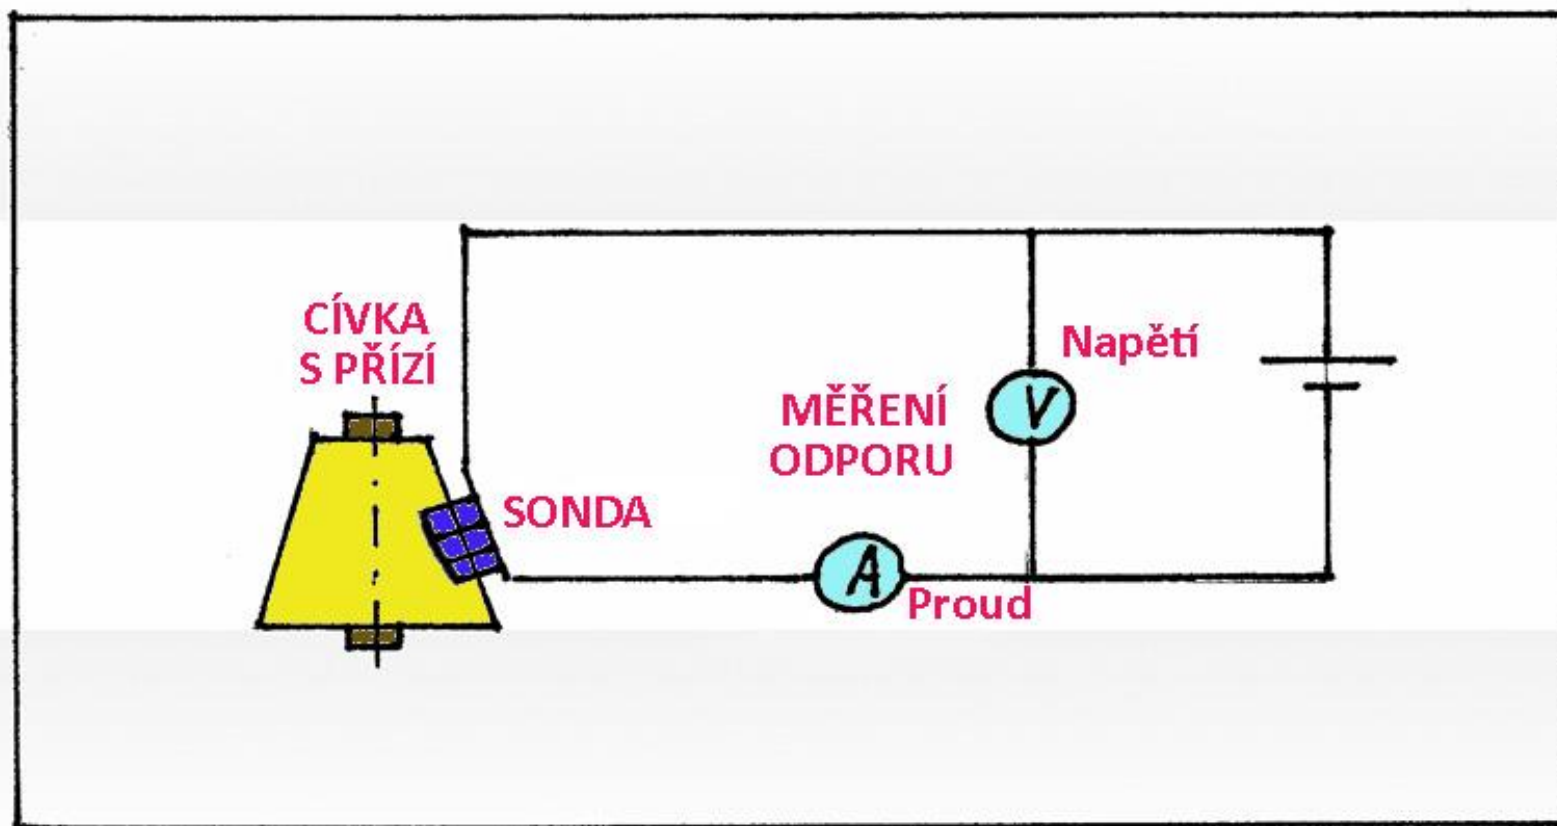 CÍVKA
S PŘÍZÍ
Napětí
MĚŘENÍ
ODPORU
V
SONDA
A
Proud